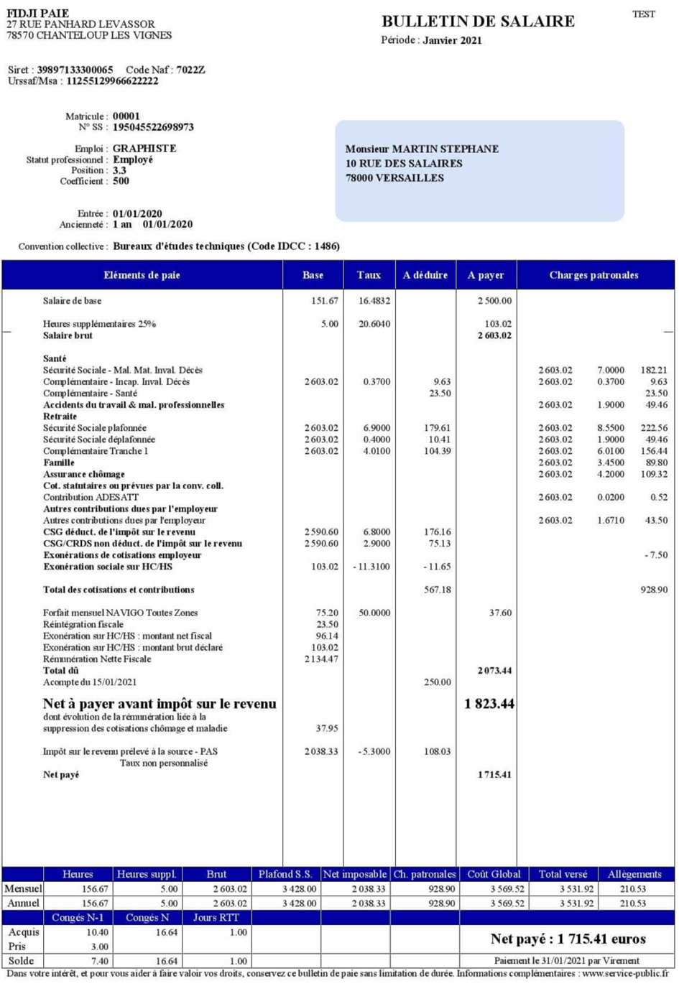 FIDJI PAIE
27 RUE PANHARD LEVASSOR
78570 CHANTELOUP LES VIGNES
BULLETIN DE SALAIRE
TEST
Période : Janvier 2021
Siret : 39897133300065 Code Naf : 7022Z
Urssaf/Msa : 11255129966622222
Matricule : 00001
N° SS : 195045522698973
Emploi : GRAPHISTE
Statut professionnel : Employé
Position : 3.3
Coefficient : 500
Monsieur MARTIN STEPHANE
10 RUE DES SALAIRES
78000 VERSAILLES
Entrée : 01/01/2020
Ancienneté : 1 an 01/01/2020
Convention collective : Bureaux d'études techniques (Code IDCC : 1486)
Eléments de paie Base Taux A déduire A payer Charges patronales
Salaire de base 151.67 16.4832 2 500.00
Heures supplémentaires 25% 5.00 20.6040 103.02
Salaire brut 2 603.02
Santé
Sécurité Sociale - Mal. Mat. Inval. Décès 2 603.02 7.0000 182.21
Complémentaire - Incap. Inval. Décès 2 603.02 0.3700 9.63 2 603.02 0.3700 9.63
Complémentaire - Santé 23.50 23.50
Accidents du travail & mal. professionnelles 2 603.02 1.9000 49.46
Retraite
Sécurité Sociale plafonnée 2 603.02 6.9000 179.61 2 603.02 8.5500 222.56
Sécurité Sociale déplafonnée 2 603.02 0.4000 10.41 2 603.02 1.9000 49.46
Complémentaire Tranche 1 2 603.02 4.0100 104.39 2 603.02 6.0100 156.44
Famille 2 603.02 3.4500 89.80
Assurance chômage 2 603.02 4.2000 109.32
Cot. statutaires ou prévues par la conv. coll.
Contribution ADESATT 2 603.02 0.0200 0.52
Autres contributions dues par l'employeur
Autres contributions dues par l'employeur 2 603.02 1.6710 43.50
CSG déduct. de l'impôt sur le revenu 2 590.60 6.8000 176.16
CSG/CRDS non déduct. de l'impôt sur le revenu 2 590.60 2.9000 75.13
Exonérations de cotisations employeur - 7.50
Exonération sociale sur HC/HS 103.02 - 11.3100 - 11.65
Total des cotisations et contributions 567.18 928.90
Forfait mensuel NAVIGO Toutes Zones 75.20 50.0000 37.60
Réintégration fiscale 23.50
Exonération sur HC/HS : montant net fiscal 96.14
Exonération sur HC/HS : montant brut déclaré 103.02
Rémunération Nette Fiscale 2 134.47
Total dû 2 073.44
Acompte du 15/01/2021 250.00
Net à payer avant impôt sur le revenu 1 823.44
dont évolution de la rémunération liée à la
suppression des cotisations chômage et maladie 37.95
Impôt sur le revenu prélevé à la source - PAS 2 038.33 - 5.3000 108.03
Taux non personnalisé
Net payé 1 715.41
Heures Heures suppl. Brut Plafond S.S. Net imposable Ch. patronales Coût Global Total versé Allègements
Mensuel 156.67 5.00 2 603.02 3 428.00 2 038.33 928.90 3 569.52 3 531.92 210.53
Annuel 156.67 5.00 2 603.02 3 428.00 2 038.33 928.90 3 569.52 3 531.92 210.53
Congés N-1 Congés N Jours RTT
Acquis 10.40 16.64 1.00
Pris 3.00
Solde 7.40 16.64 1.00
Net payé : 1 715.41 euros
Paiement le 31/01/2021 par Virement
Dans votre intérêt, et pour vous aider à faire valoir vos droits, conservez ce bulletin de paie sans limitation de durée. Informations complémentaires : www.service-public.fr